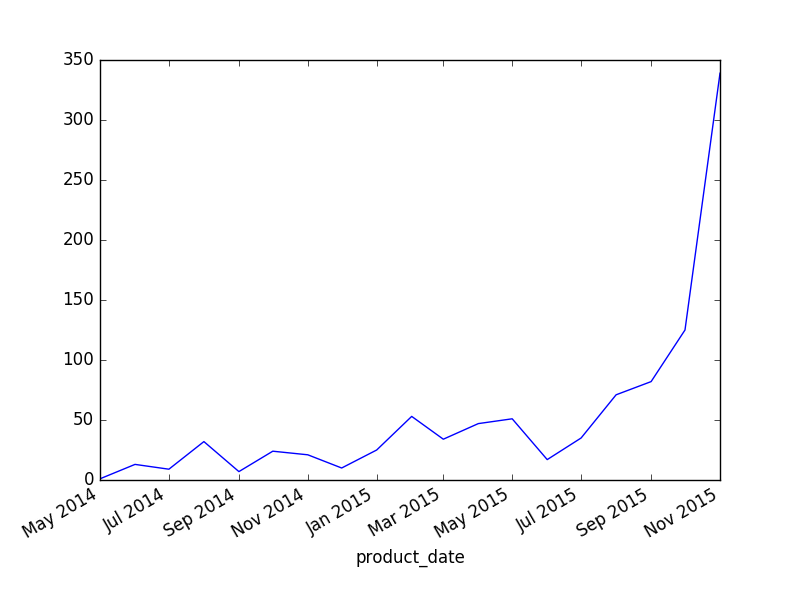 350
300
250
200
150
100
50
0
May 2014
Jul 2014
Sep 2014
Nov 2014
Jan 2015
Mar 2015
May 2015
Jul 2015
Sep 2015
Nov 2015
product_date